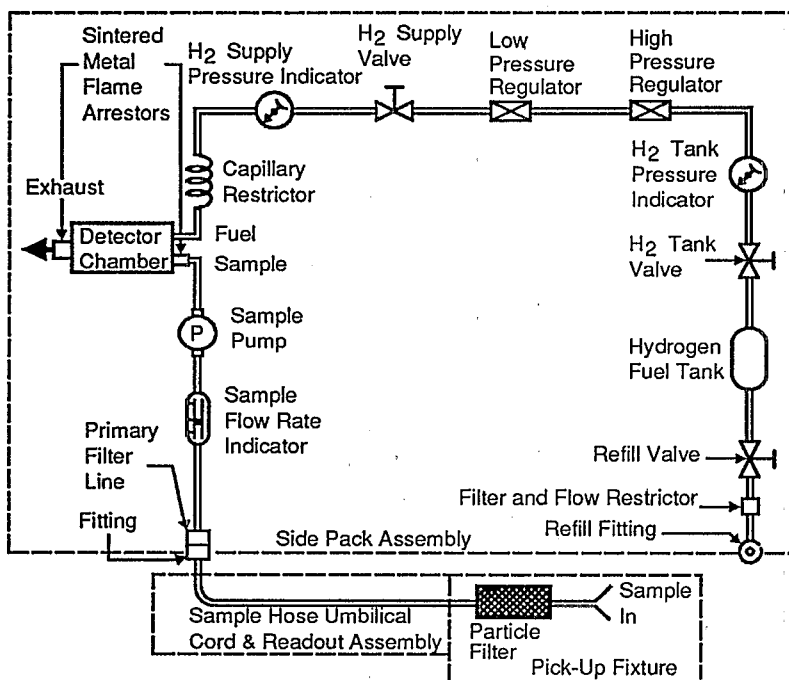 Sintered
Metal
Flame
Arrestors
H2 Supply
Pressure Indicator
H2 Supply
Valve
Low
Pressure
Regulator
High
Pressure
Regulator
Capillary
Restrictor
H2 Tank
Pressure
Indicator
Exhaust
Detector
Chamber
Fuel
Sample
H2 Tank
Valve
P
Sample
Pump
Hydrogen
Fuel Tank
Sample
Flow Rate
Indicator
Primary
Filter
Line
Refill Valve
Filter and Flow Restrictor
Fitting
Side Pack Assembly
Refill Fitting
Sample Hose Umbilical
Cord & Readout Assembly
Particle
Filter
Sample
In
Pick-Up Fixture